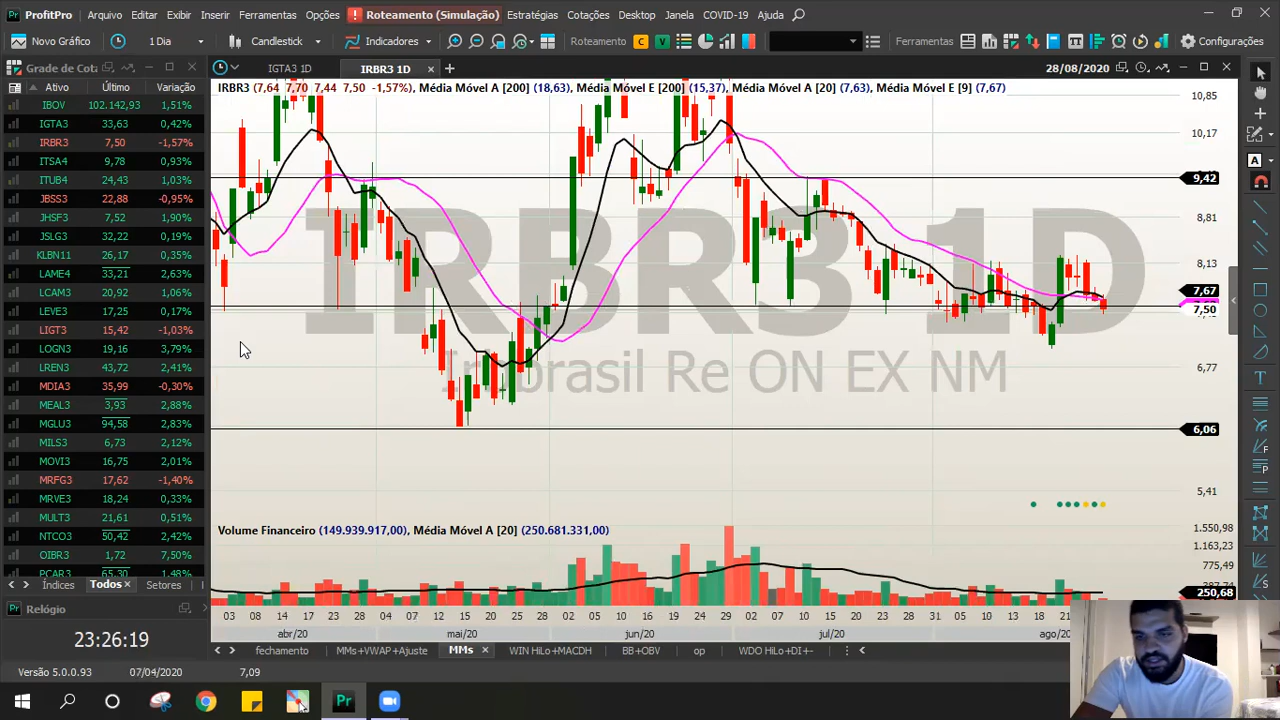 ProfitPro Arquivo Editar Exibir Inserir Ferramentas Opções Roteamento (Simulação) Estratégias Cotações Desktop Janela COVID-19 Ajuda
Novo Gráfico 1 Dia Candlestick Indicadores Roteamento C V Ferramentas Configurações
Grade de Cot IGTA3 1D IRBR3 1D 28/08/2020
Ativo Último Variação
IBOV 102.142,93 1,51%
IGTA3 33,63 0,42%
IRBR3 7,50 -1,57%
ITSA4 9,78 0,93%
ITUB4 24,43 1,03%
JBSS3 22,88 -0,95%
JHSF3 7,52 1,90%
JSLG3 32,22 0,19%
KLBN11 26,17 0,35%
LAME4 33,21 2,63%
LCAM3 20,92 1,06%
LEVE3 17,25 0,17%
LIGT3 15,42 -1,03%
LOGN3 19,16 3,79%
LREN3 43,72 2,41%
MDIA3 35,99 -0,30%
MEAL3 3,93 2,88%
MGLU3 94,58 2,83%
MILS3 6,73 2,12%
MOVI3 16,75 2,01%
MRFG3 17,62 -1,40%
MRVE3 18,24 0,33%
MULT3 21,61 0,51%
NTCO3 50,42 2,42%
OIBR3 1,72 7,50%
PCAR3 65,30 1,48%
Índices Todos Setores
Relógio
23:26:19
Versão 5.0.0.93 07/04/2020 7,09
IRBR3 (7,64 7,70 7,44 7,50 -1,57%), Média Móvel A [200] (18,63), Média Móvel E [200] (15,37), Média Móvel A [20] (7,63), Média Móvel E [9] (7,67)
IRBR3 1D
Irbrasil Re ON EX NM
10,85
10,17
9,42
8,81
8,13
7,67
7,50
6,77
6,06
5,41
Volume Financeiro (149.939.917,00), Média Móvel A [20] (250.681.331,00)
1.550,98
1.163,23
775,49
250,68
03 08 14 17 23 28 04 07 12 15 20 25 28 02 05 10 16 19 24 29 02 07 10 15 20 23 28 31 05 10 13 18 21
abr/20 mai/20 jun/20 jul/20 ago/20
fechamento MMs+VWAP+Ajuste MMs WIN HiLo+MACDH BB+OBV op WDO HiLo+DI+-